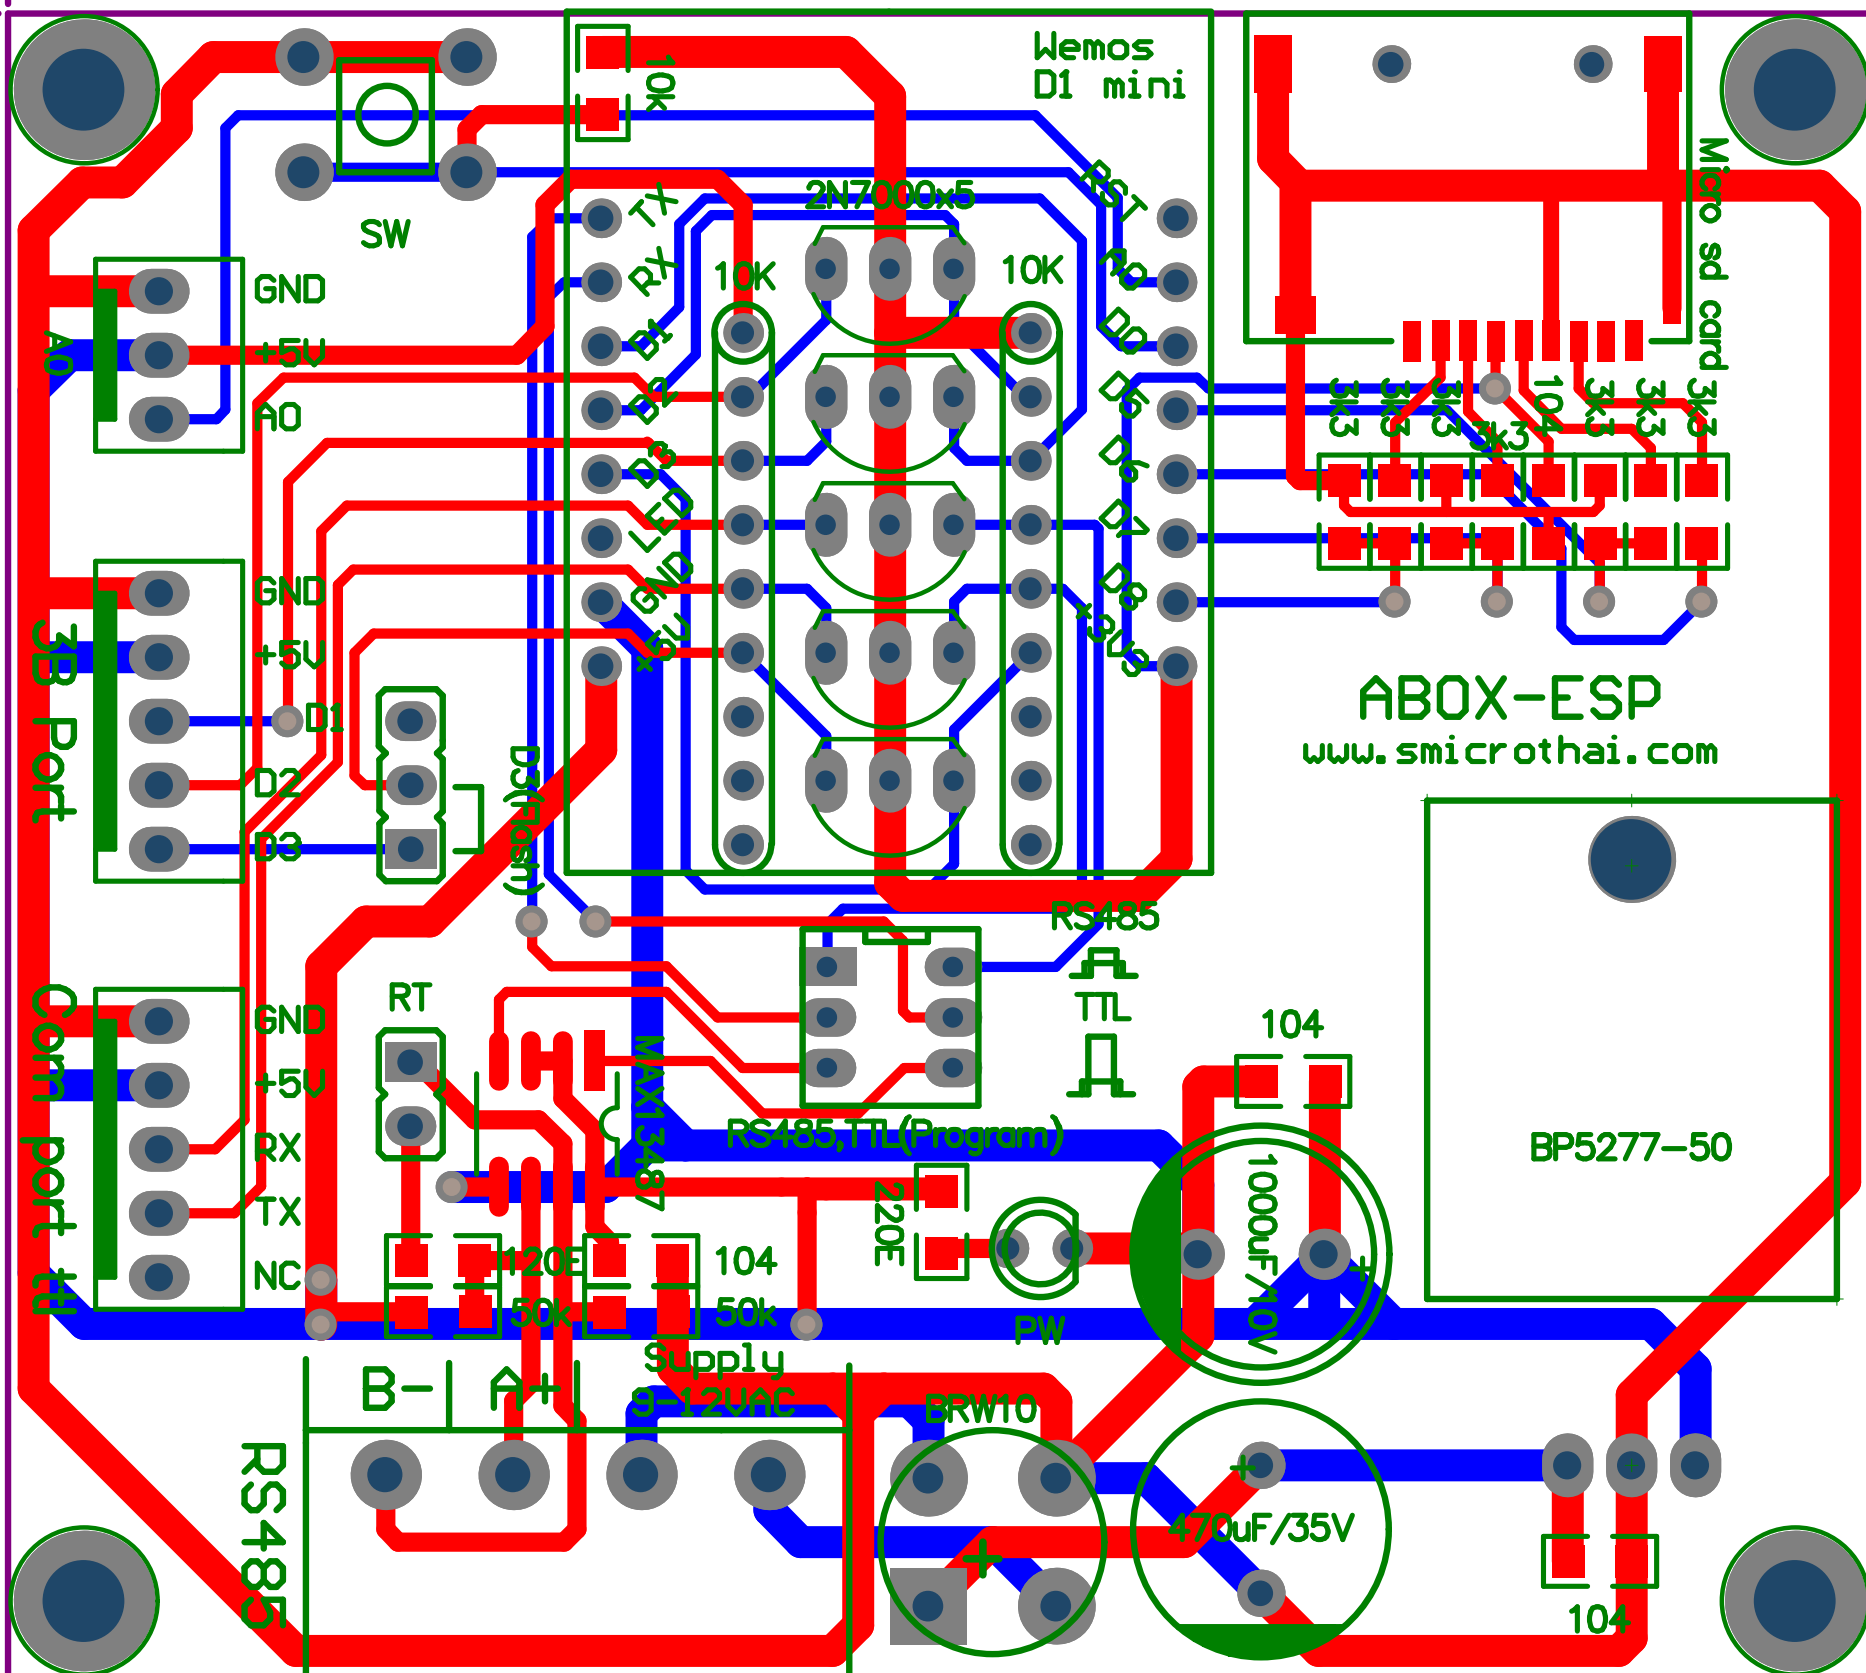 Wemos
D1 mini
10k
SW
2N7000x5
10K
10K
TX
RX
D1
D2
D3
LED
GND
+5V
RST
A0
D0
D5
D6
D7
D8
+3V3
Micro sd card
3k3
3k3
3k3
3k3
104
3k3
3k3
3k3
A0
GND
+5V
A0
3B Port
GND
+5V
D1
D2
D3
D3(Flash)
ABOX-ESP
www.smicrothai.com
Com port ttl
GND
+5V
RX
TX
NC
RT
MAX13487
RS485
TTL
RS485,TTL(Program)
104
BP5277-50
1000uF/10V
+
220E
PW
120E
104
50k
50k
Supply
9-12VAC
B-
A+
BRW10
+
RS485
+
470uF/35V
104